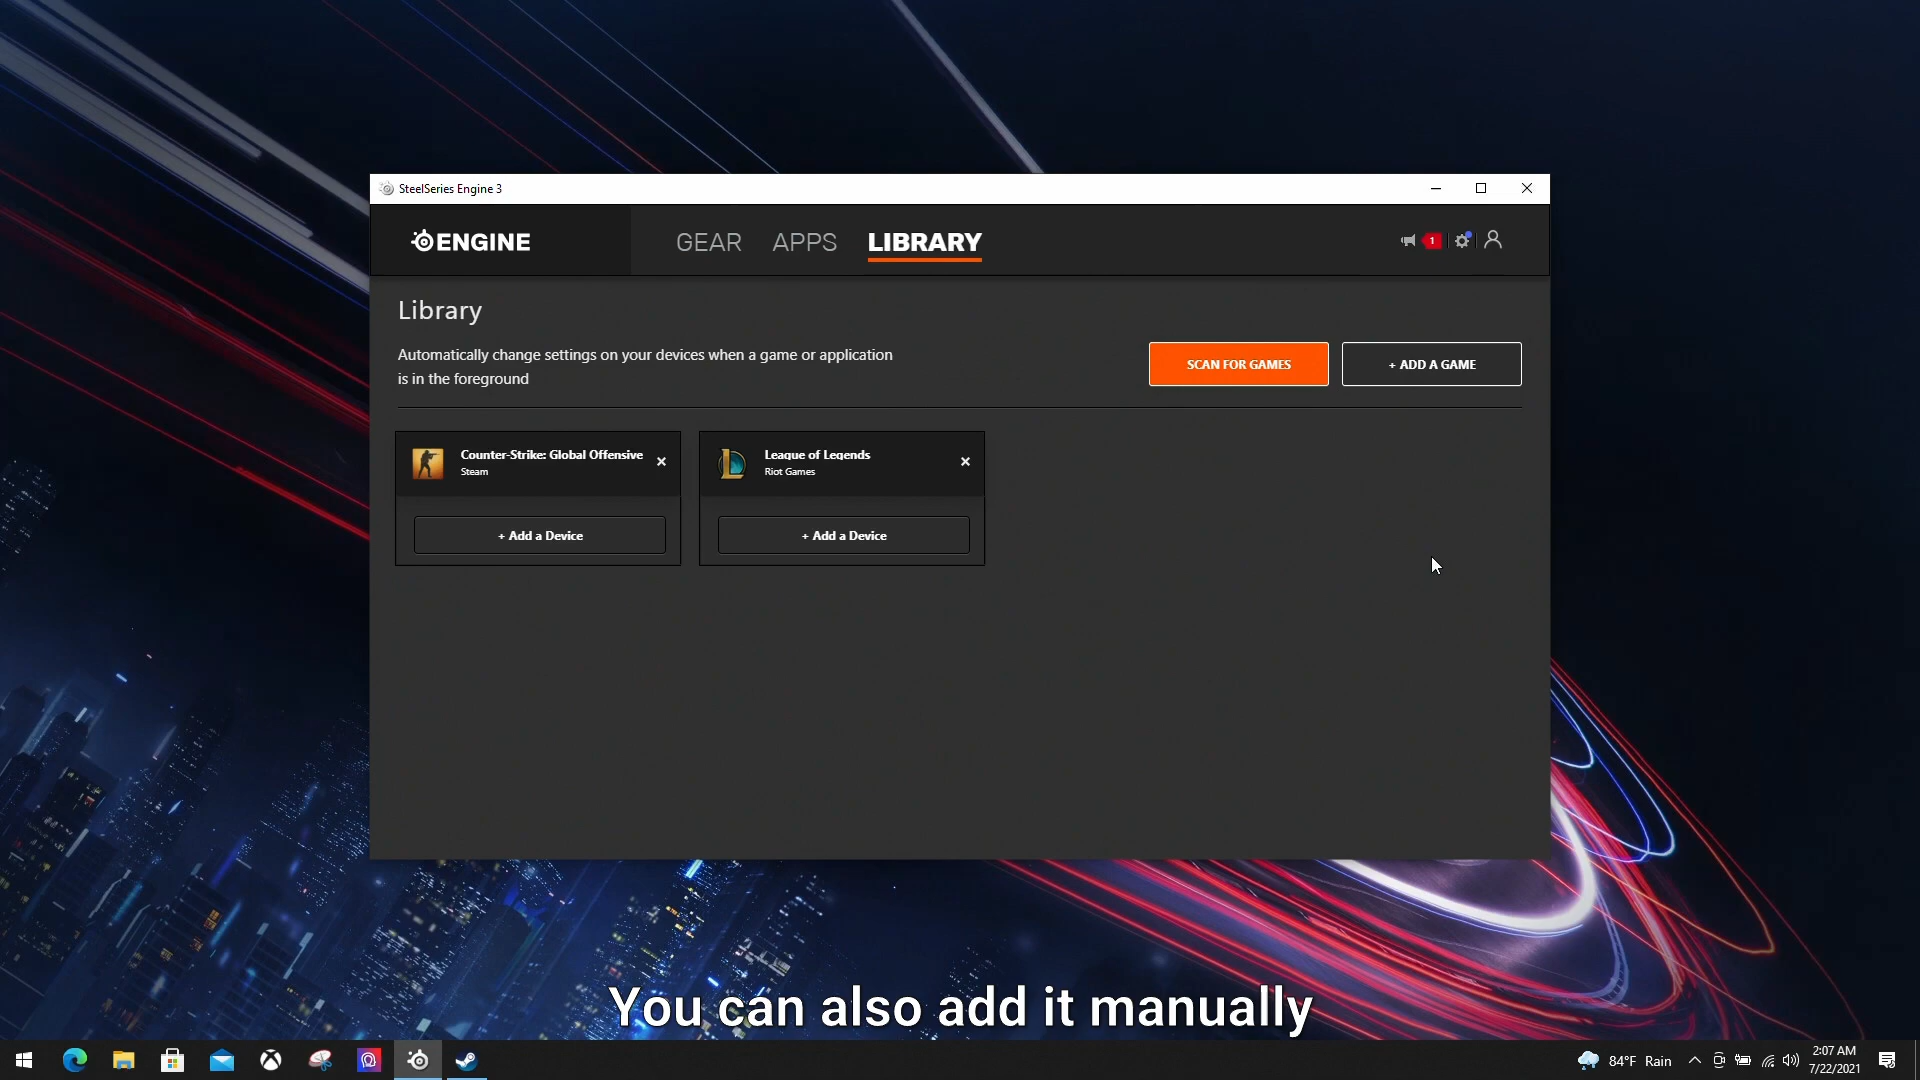 SteelSeries Engine 3
ENGINE
GEAR APPS LIBRARY
1
Library
Automatically change settings on your devices when a game or application
is in the foreground
SCAN FOR GAMES
+ ADD A GAME
Counter-Strike: Global Offensive
Steam
+ Add a Device
League of Legends
Riot Games
+ Add a Device
You can also add it manually
84°F Rain
2:07 AM
7/22/2021